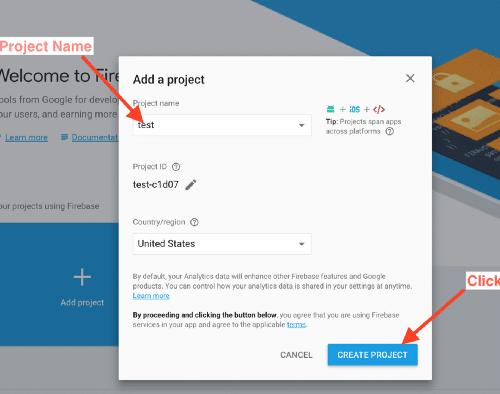 Project Name
Welcome to Fire
ools from Google for develo
our users, and earning more
Learn more
Documentat
our projects using Firebase
Add project
Add a project
Project name
test
+ iOS + </>
Tip: Projects span apps
across platforms
Project ID
test-c1d07
Country/region
United States
By default, your Analytics data will enhance other Firebase features and Google
products. You can control how your analytics data is shared in your settings at anytime.
Learn more
By proceeding and clicking the button below, you agree that you are using Firebase
services in your app and agree to the applicable terms.
CANCEL
CREATE PROJECT
Click